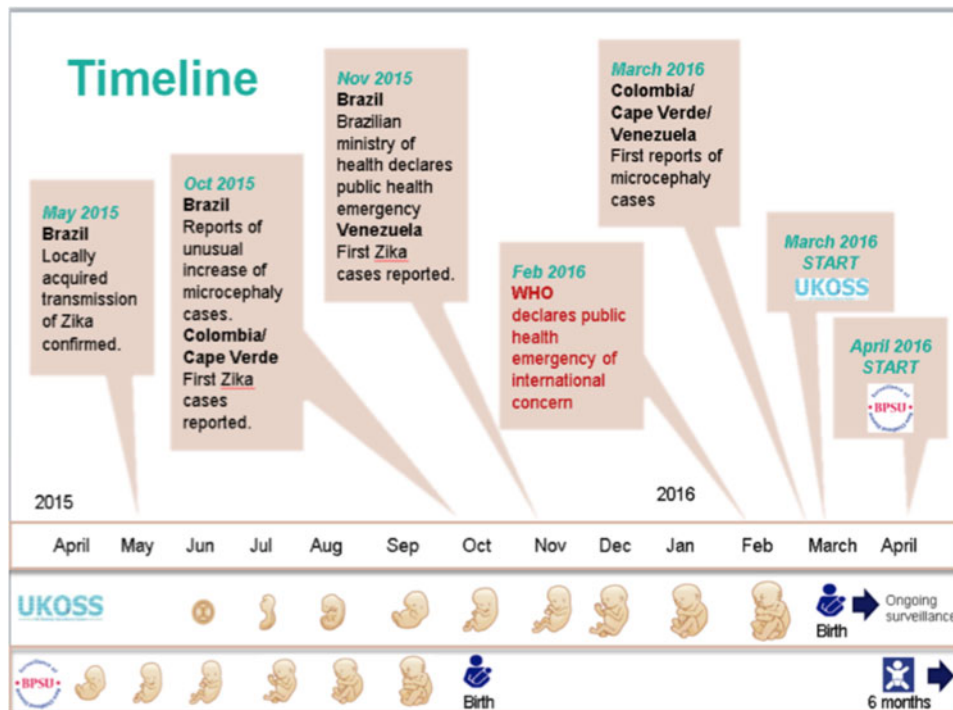 Timeline
May 2015
Brazil
Locally
acquired
transmission
of Zika
confirmed.
Oct 2015
Brazil
Reports of
unusual
increase of
microcephaly
cases.
Colombia/
Cape Verde
First Zika
cases
reported.
Nov 2015
Brazil
Brazilian
ministry of
health declares
public health
emergency
Venezuela
First Zika
cases reported.
Feb 2016
WHO
declares public
health
emergency of
international
concern
March 2016
Colombia/
Cape Verde/
Venezuela
First reports of
microcephaly
cases
March 2016
START
UKOSS
April 2016
START
BPSU
2015
2016
April May Jun Jul Aug Sep Oct Nov Dec Jan Feb March April
UKOSS
Birth
Ongoing
surveillance
BPSU
Birth
6 months